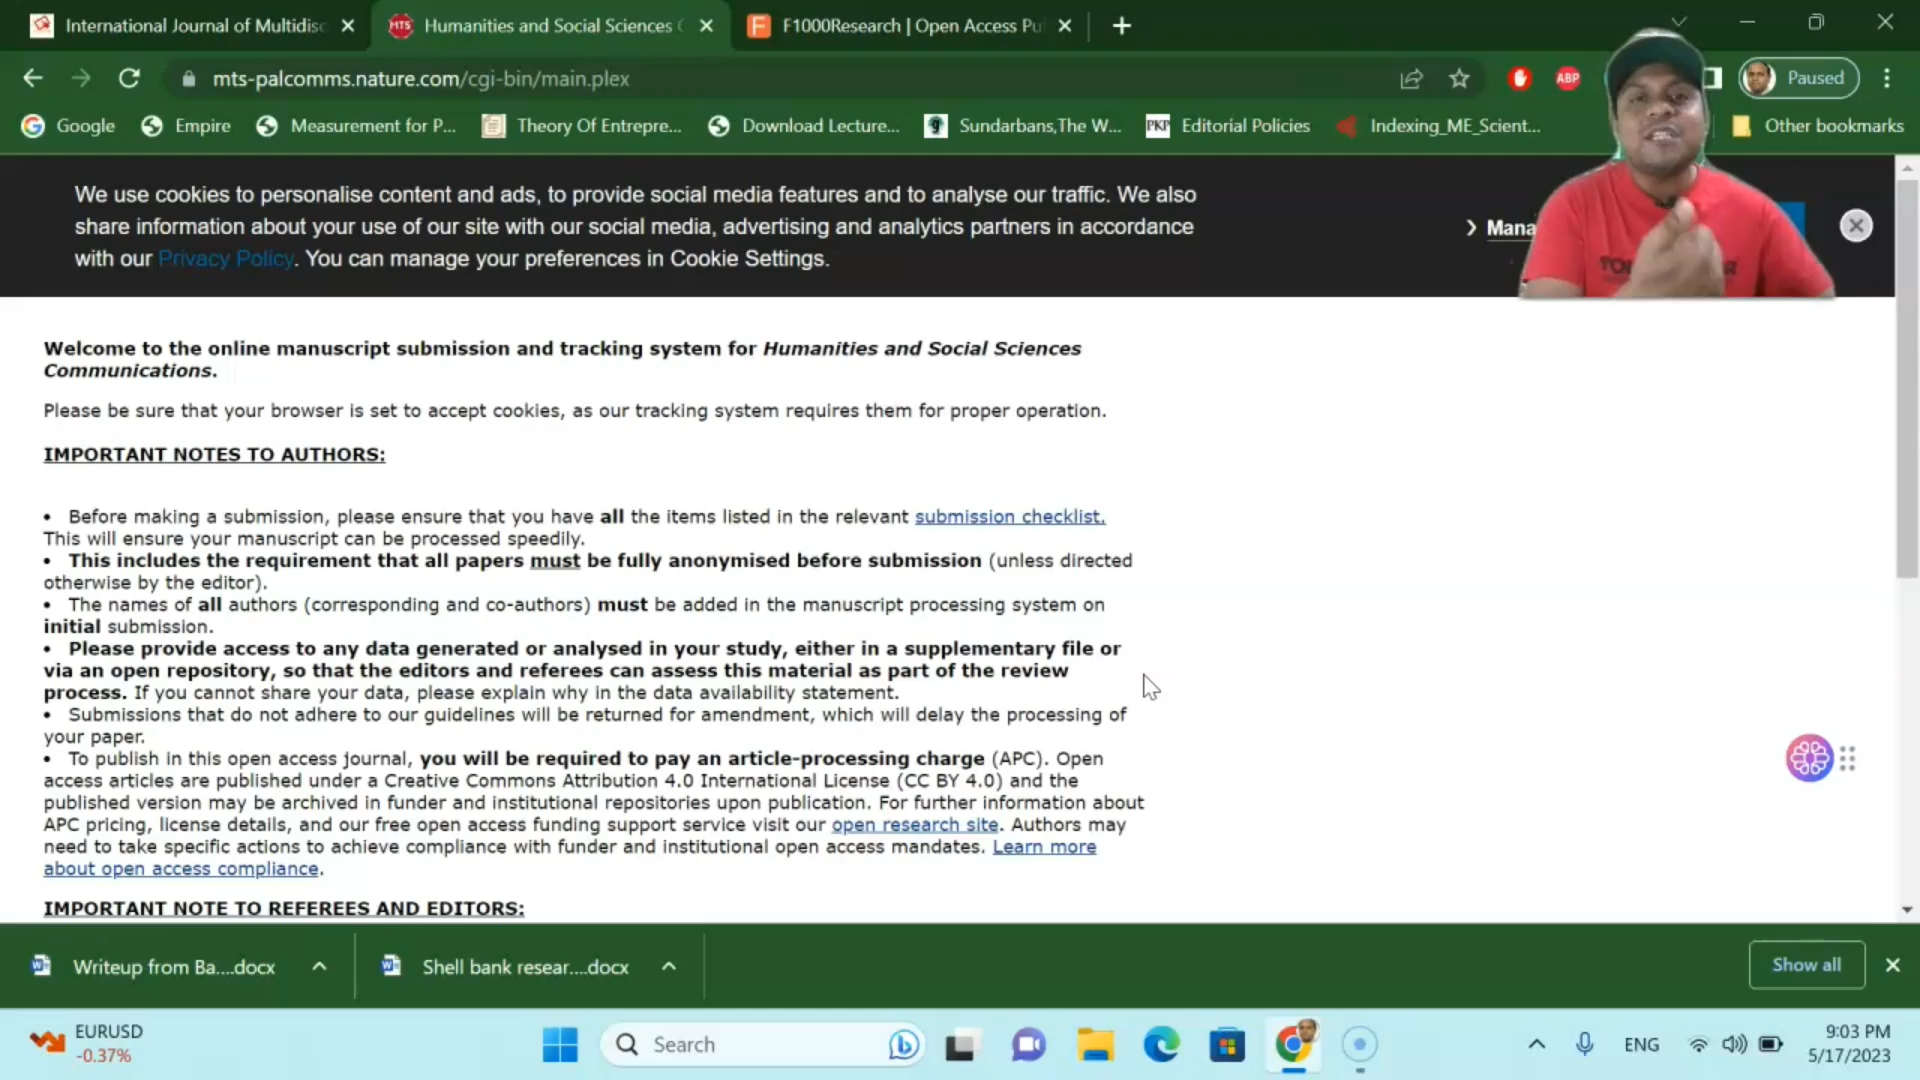 International Journal of Multidisc
Humanities and Social Sciences C
F1000Research | Open Access Pu
mts-palcomms.nature.com/cgi-bin/main.plex
ABP
Paused
Google
Empire
Measurement for P...
Theory Of Entrepre...
Download Lecture...
Sundarbans,The W...
PKP
Editorial Policies
Indexing_ME_Scient...
Other bookmarks
We use cookies to personalise content and ads, to provide social media features and to analyse our traffic. We also
share information about your use of our site with our social media, advertising and analytics partners in accordance
with our Privacy Policy. You can manage your preferences in Cookie Settings.
Mana
Welcome to the online manuscript submission and tracking system for Humanities and Social Sciences
Communications.
Please be sure that your browser is set to accept cookies, as our tracking system requires them for proper operation.
IMPORTANT NOTES TO AUTHORS:
• Before making a submission, please ensure that you have all the items listed in the relevant submission checklist.
This will ensure your manuscript can be processed speedily.
• This includes the requirement that all papers must be fully anonymised before submission (unless directed
otherwise by the editor).
• The names of all authors (corresponding and co-authors) must be added in the manuscript processing system on
initial submission.
• Please provide access to any data generated or analysed in your study, either in a supplementary file or
via an open repository, so that the editors and referees can assess this material as part of the review
process. If you cannot share your data, please explain why in the data availability statement.
• Submissions that do not adhere to our guidelines will be returned for amendment, which will delay the processing of
your paper.
• To publish in this open access journal, you will be required to pay an article-processing charge (APC). Open
access articles are published under a Creative Commons Attribution 4.0 International License (CC BY 4.0) and the
published version may be archived in funder and institutional repositories upon publication. For further information about
APC pricing, license details, and our free open access funding support service visit our open research site. Authors may
need to take specific actions to achieve compliance with funder and institutional open access mandates. Learn more
about open access compliance.
IMPORTANT NOTE TO REFEREES AND EDITORS:
Writeup from Ba....docx
Shell bank resear....docx
Show all
EURUSD
-0.37%
Search
ENG
9:03 PM
5/17/2023